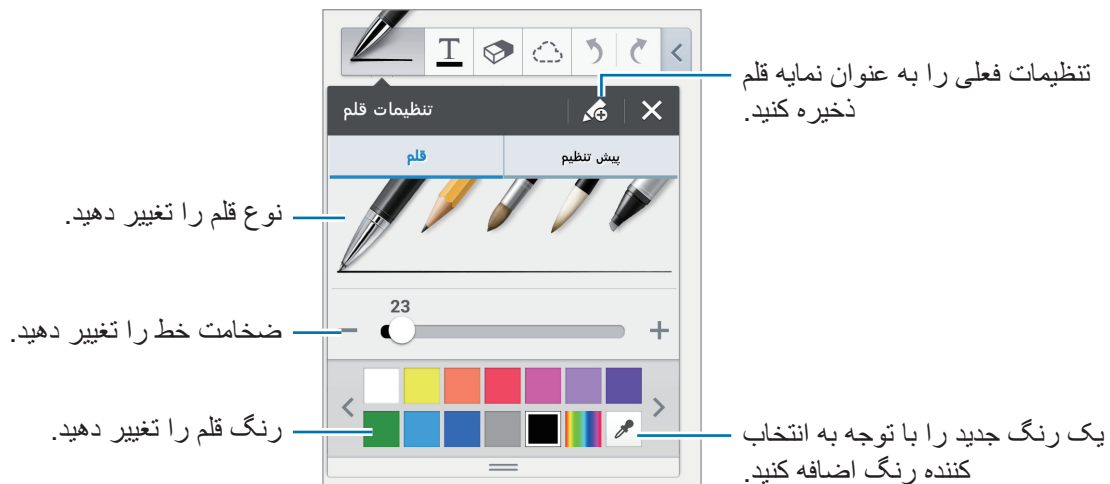 T
تنظیمات فعلی را به عنوان نمایه قلم
ذخیره کنید.
تنظیمات قلم
قلم
پیش تنظیم
نوع قلم را تغییر دهید.
23
ضخامت خط را تغییر دهید.
رنگ قلم را تغییر دهید.
یک رنگ جدید را با توجه به انتخاب
کننده رنگ اضافه کنید.